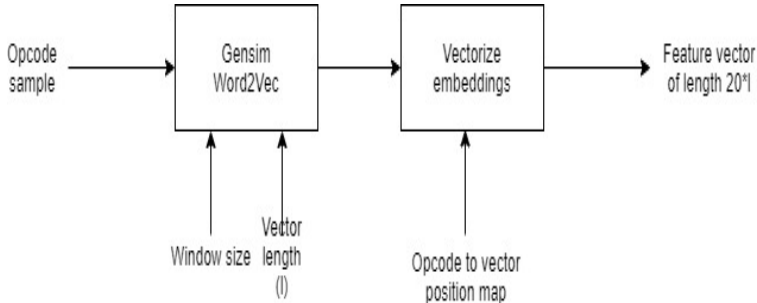 Opcode
sample
Gensim
Word2Vec
Vectorize
embeddings
Feature vector
of length 20*l
Window size
Vector
length
(l)
Opcode to vector
position map